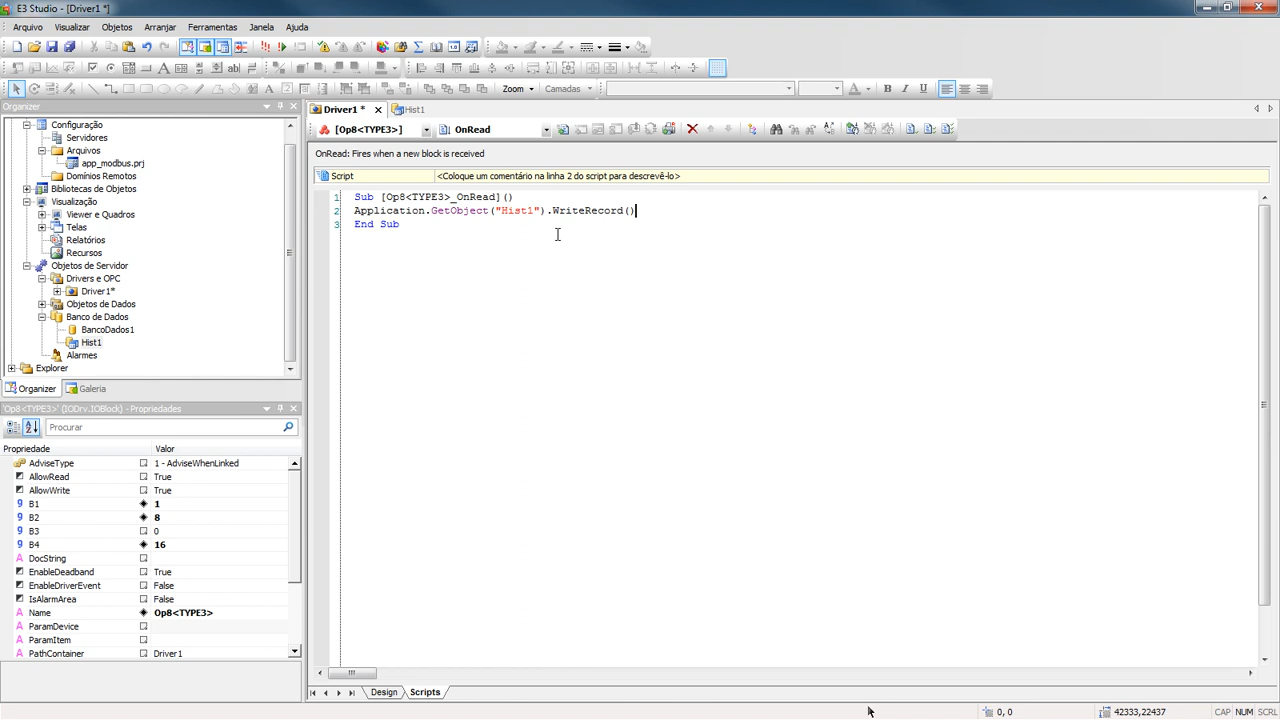 E3 Studio - [Driver1 *]
Arquivo Visualizar Objetos Arranjar Ferramentas Janela Ajuda
Zoom Camadas
Organizer
Driver1 * Hist1
Configuração
Servidores
Arquivos
app_modbus.prj
Domínios Remotos
Bibliotecas de Objetos
Visualização
Viewer e Quadros
Telas
Relatórios
Recursos
Objetos de Servidor
Drivers e OPC
Driver1*
Objetos de Dados
Banco de Dados
BancoDados1
Hist1
Alarmes
Explorer
Organizer Galeria
[Op8<TYPE3>] OnRead
OnRead: Fires when a new block is received
Script <Coloque um comentário na linha 2 do script para descrevê-lo>
1 Sub [Op8<TYPE3>_OnRead]()
2 Application.GetObject("Hist1").WriteRecord()
3 End Sub
'Op8<TYPE3>' (IODrv.IOBlock) - Propriedades
Procurar
Propriedade Valor
AdviseType 1 - AdviseWhenLinked
AllowRead True
AllowWrite True
B1 1
B2 8
B3 0
B4 16
DocString
EnableDeadband True
EnableDriverEvent False
IsAlarmArea False
Name Op8<TYPE3>
ParamDevice
ParamItem
PathContainer Driver1
Design Scripts
0, 0 42333,22437 CAP NUM SCRL